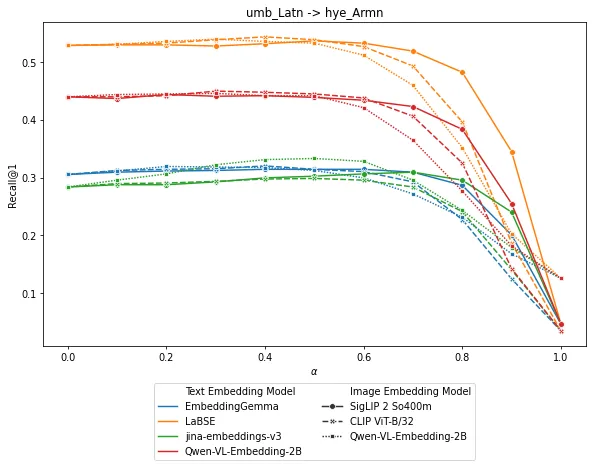 umb_Latn -> hye_Armn
Recall@1
0.5
0.4
0.3
0.2
0.1
0.0 0.2 0.4 0.6 0.8 1.0
α
Text Embedding Model Image Embedding Model
EmbeddingGemma SigLIP 2 So400m
LaBSE CLIP ViT-B/32
jina-embeddings-v3 Qwen-VL-Embedding-2B
Qwen-VL-Embedding-2B